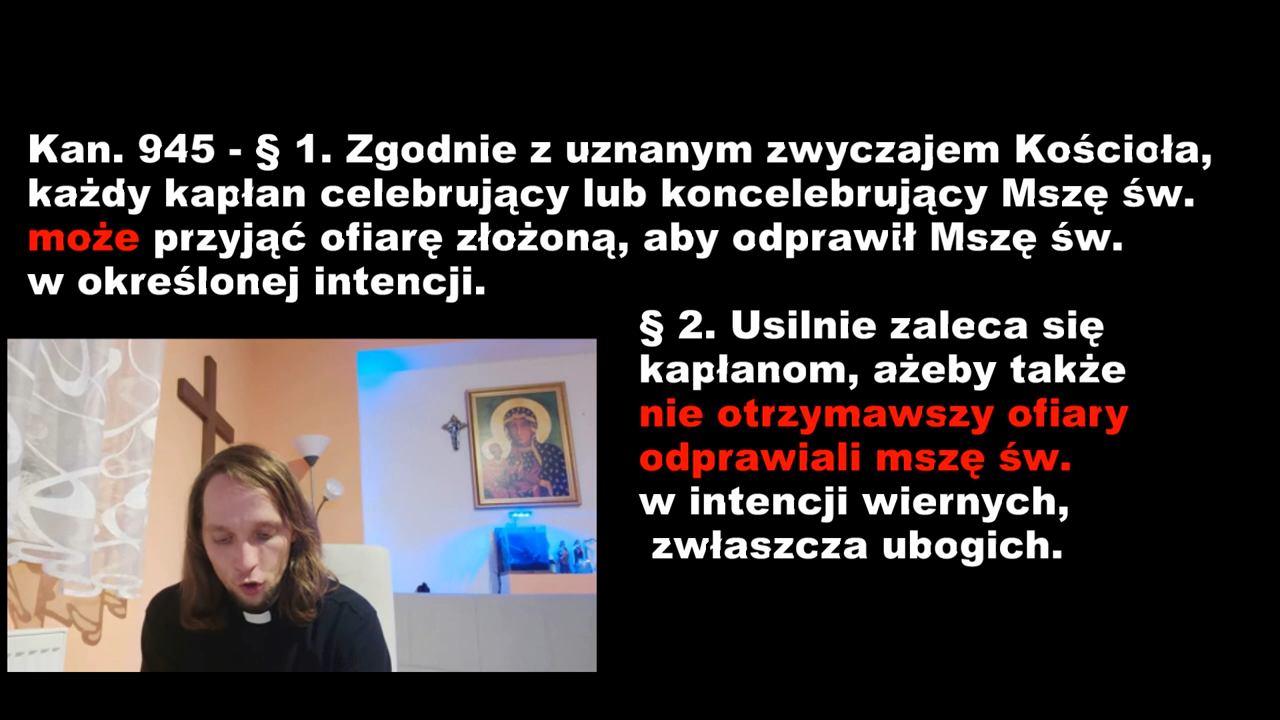 Kan. 945 - § 1. Zgodnie z uznanym zwyczajem Kościoła,
każdy kapłan celebrujący lub koncelebrujący Mszę św.
może przyjąć ofiarę złożoną, aby odprawił Mszę św.
w określonej intencji.
§ 2. Usilnie zaleca się
kapłanom, ażeby także
nie otrzymawszy ofiary
odprawiali mszę św.
w intencji wiernych,
zwłaszcza ubogich.